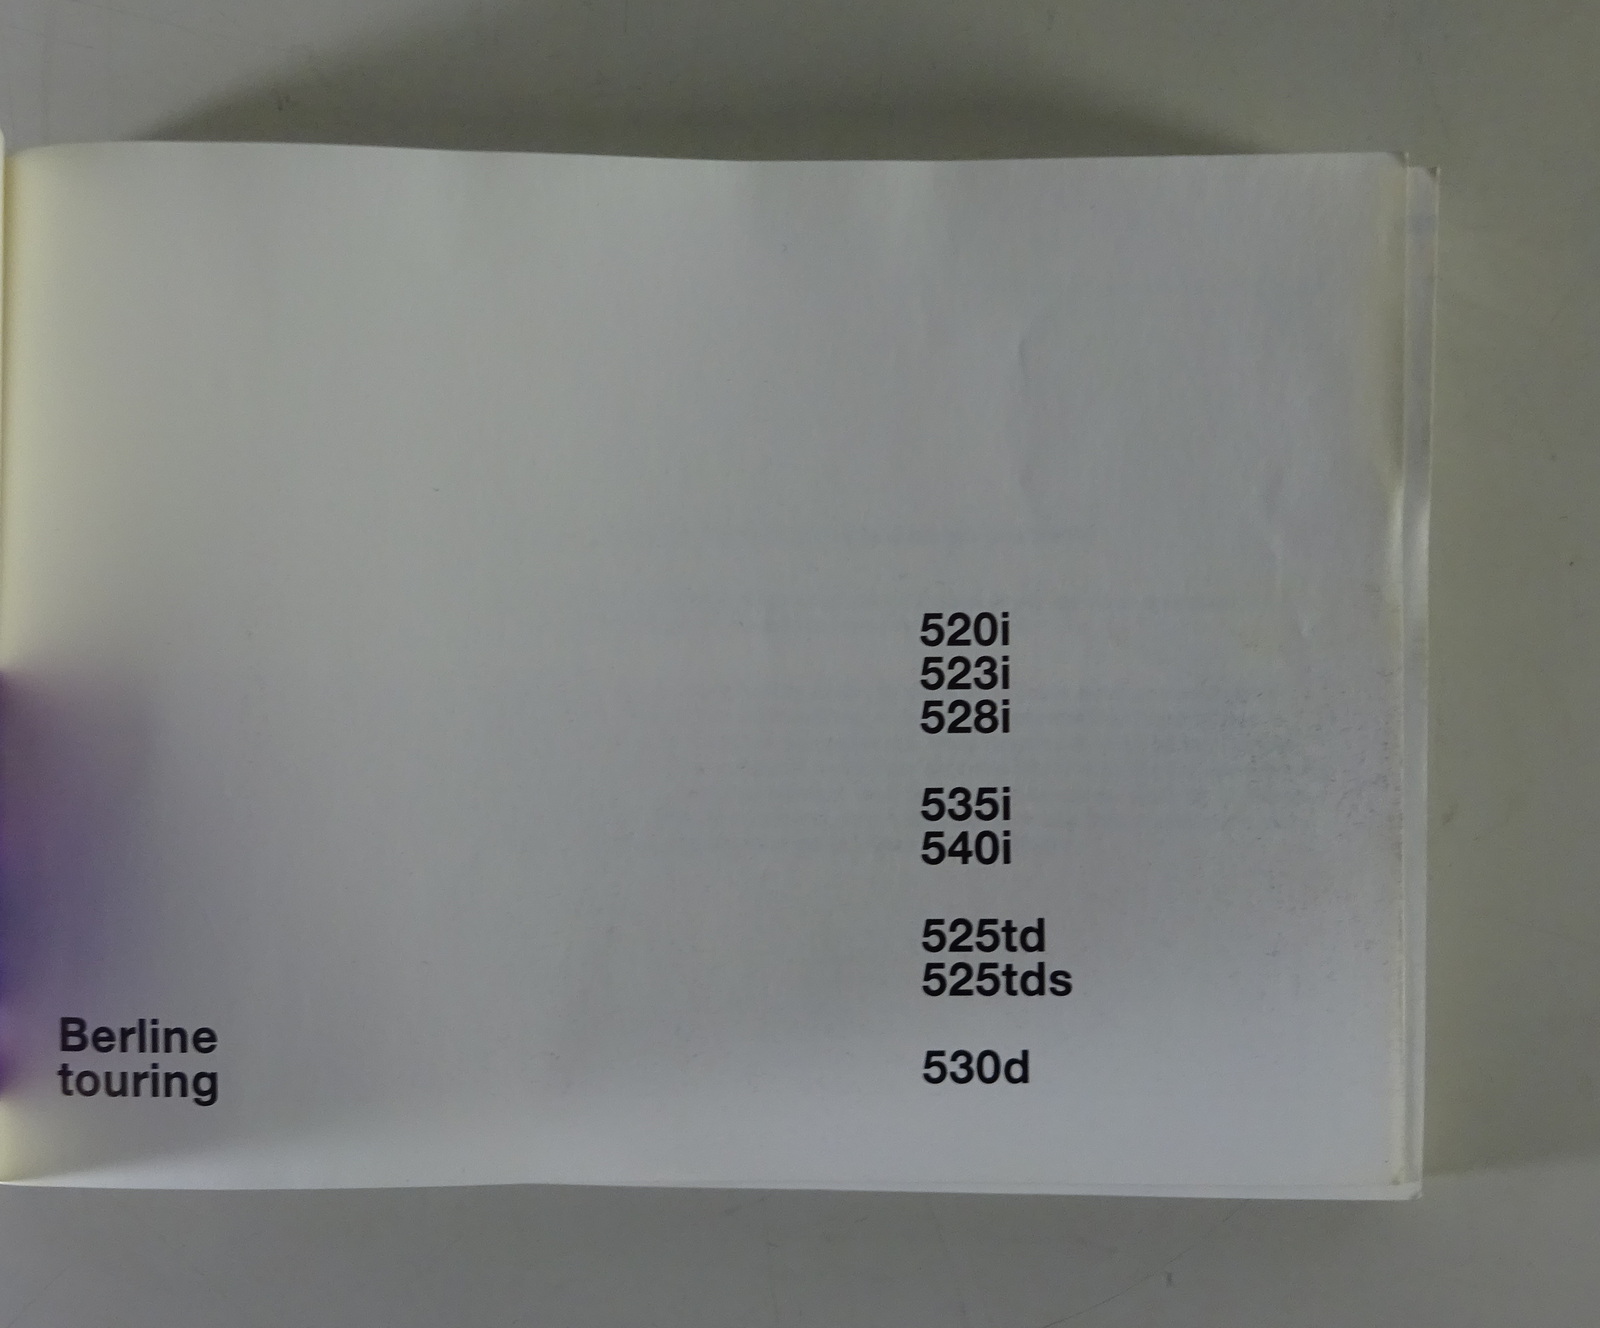 520i
523i
528i
535i
540i
525td
525tds
530d
Berline
touring